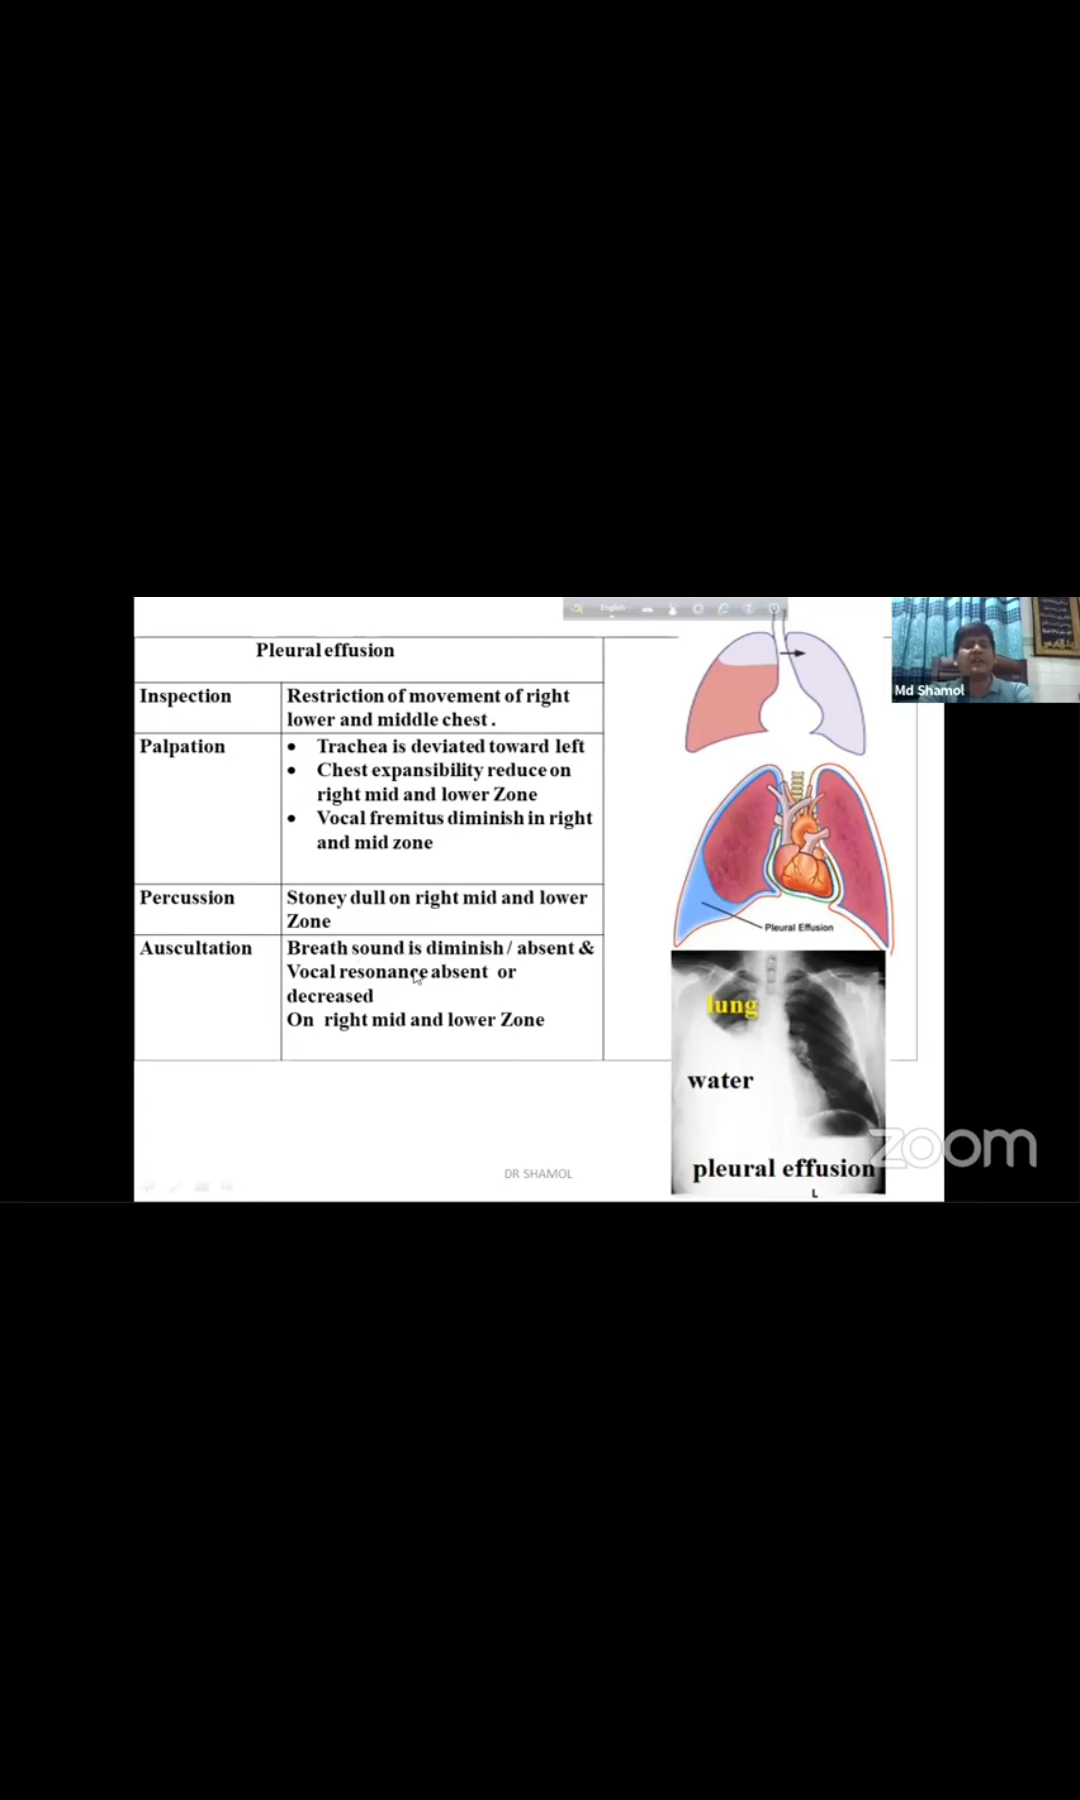 English
Pleural effusion
Inspection
Restriction of movement of right
lower and middle chest .
Palpation
• Trachea is deviated toward left
• Chest expansibility reduce on
right mid and lower Zone
• Vocal fremitus diminish in right
and mid zone
Percussion
Stoney dull on right mid and lower
Zone
Auscultation
Breath sound is diminish / absent &
Vocal resonance absent or
decreased
On right mid and lower Zone
Md Shamol
Pleural Effusion
lung
water
pleural effusion
L
DR SHAMOL
zoom